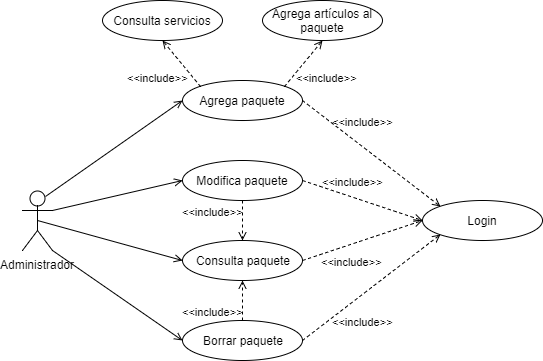 Consulta servicios
Agrega artículos al
paquete
<<include>>
<<include>>
Agrega paquete
<<include>>
Modifica paquete
<<include>>
<<include>>
Login
Administrador
Consulta paquete
<<include>>
<<include>>
<<include>>
Borrar paquete